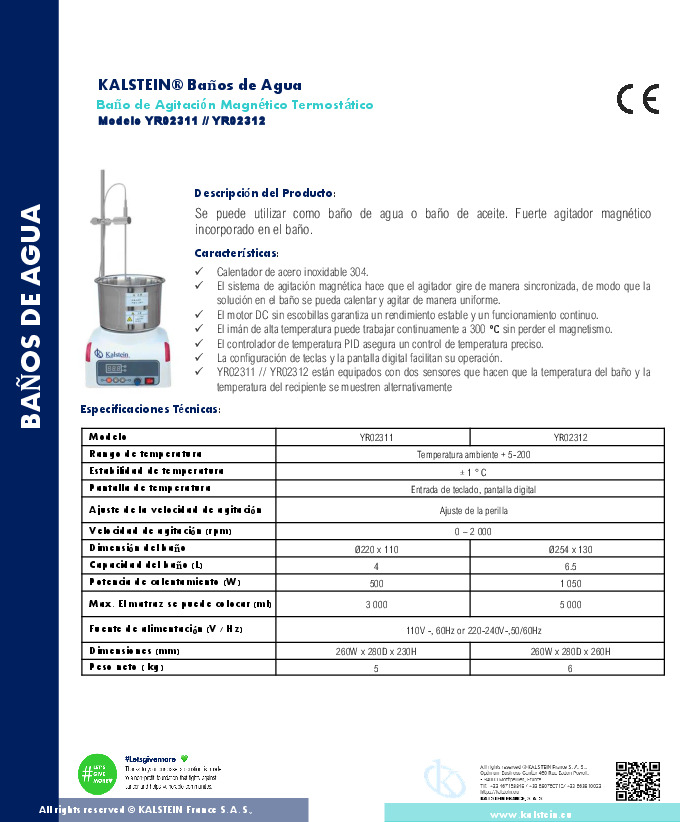 KALSTEIN® Baños de Agua
Baño de Agitación Magnético Termostático
Modelo YR02311 // YR02312
CE
BAÑOS DE AGUA
Descripción del Producto:
Se puede utilizar como baño de agua o baño de aceite. Fuerte agitador magnético
incorporado en el baño.
Características:
✓ Calentador de acero inoxidable 304.
✓ El sistema de agitación magnética hace que el agitador gire de manera sincronizada, de modo que la
solución en el baño se pueda calentar y agitar de manera uniforme.
✓ El motor DC sin escobillas garantiza un rendimiento estable y un funcionamiento continuo.
✓ El imán de alta temperatura puede trabajar continuamente a 300 °C sin perder el magnetismo.
✓ El controlador de temperatura PID asegura un control de temperatura preciso.
✓ La configuración de teclas y la pantalla digital facilitan su operación.
✓ YR02311 // YR02312 están equipados con dos sensores que hacen que la temperatura del baño y la
temperatura del recipiente se muestren alternativamente
Kalstein
Especificaciones Técnicas:
Modelo YR02311 YR02312
Rango de temperatura Temperatura ambiente + 5-200
Estabilidad de temperatura ± 1 ° C
Pantalla de temperatura Entrada de teclado, pantalla digital
Ajuste de la velocidad de agitación Ajuste de la perilla
Velocidad de agitación (rpm) 0 – 2 000
Dimensión del baño Ø220 x 110 Ø254 x 130
Capacidad del baño (L) 4 6.5
Potencia de calentamiento (W) 500 1 050
Max. El matraz se puede colocar (ml) 3 000 5 000
Fuente de alimentación (V / Hz) 110V ~, 60Hz or 220-240V~,50/60Hz
Dimensiones (mm) 260W x 280D x 230H 260W x 280D x 260H
Peso neto ( kg) 5 6
#LET'S
GIVE
MORE
#Letsgivemore
All rights reserved © KALSTEIN France S. A. S.,
KALSTEIN FRANCE, S. A. S
All rights reserved © KALSTEIN France S.A.S.,
www.kalstein.eu